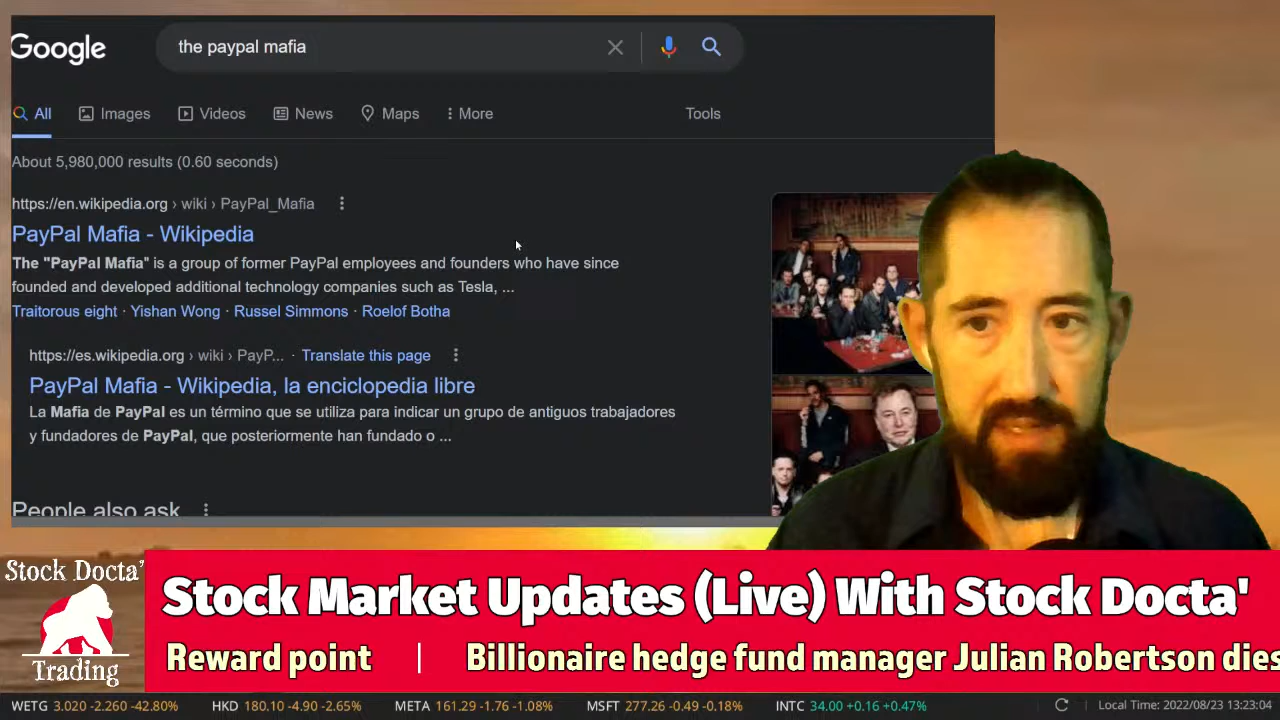 Google
the paypal mafia
All Images Videos News Maps More Tools
About 5,980,000 results (0.60 seconds)
https://en.wikipedia.org › wiki › PayPal_Mafia
PayPal Mafia - Wikipedia
The "PayPal Mafia" is a group of former PayPal employees and founders who have since
founded and developed additional technology companies such as Tesla, ...
Traitorous eight · Yishan Wong · Russel Simmons · Roelof Botha
https://es.wikipedia.org › wiki › PayP... · Translate this page
PayPal Mafia - Wikipedia, la enciclopedia libre
La Mafia de PayPal es un término que se utiliza para indicar un grupo de antiguos trabajadores
y fundadores de PayPal, que posteriormente han fundado o ...
People also ask
Stock Docta'
Trading
Stock Market Updates (Live) With Stock Docta'
Reward point | Billionaire hedge fund manager Julian Robertson dies
WETG 3.020 -2.260 -42.80% HKD 180.10 -4.90 -2.65% META 161.29 -1.76 -1.08% MSFT 277.26 -0.49 -0.18% INTC 34.00 +0.16 +0.47% Local Time: 2022/08/23 13:23:04